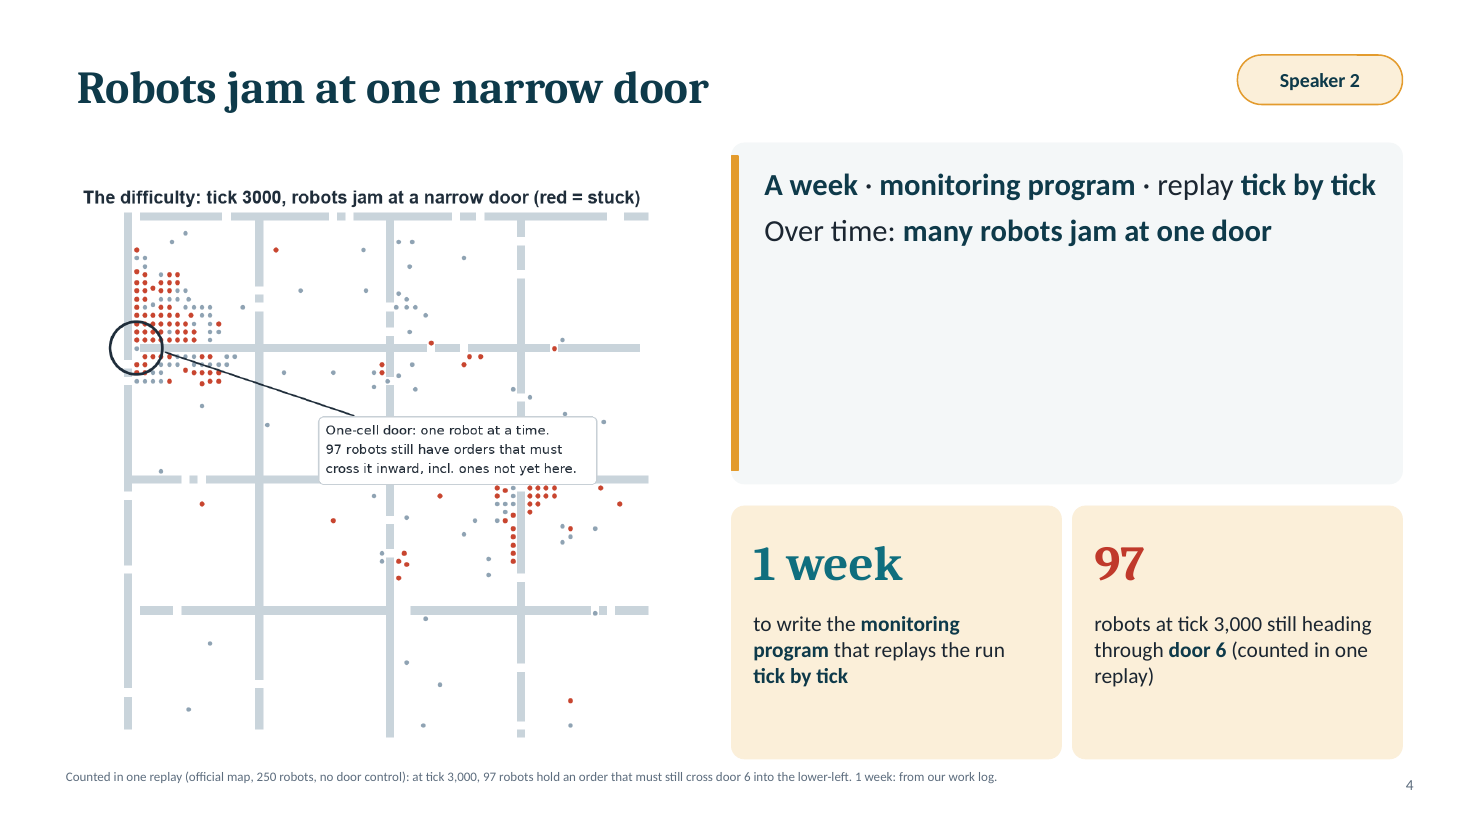 Robots jam at one narrow door
Speaker 2
The difficulty: tick 3000, robots jam at a narrow door (red = stuck)
One-cell door: one robot at a time.
97 robots still have orders that must
cross it inward, incl. ones not yet here.
A week · monitoring program · replay tick by tick
Over time: many robots jam at one door
1 week
to write the monitoring
program that replays the run
tick by tick
97
robots at tick 3,000 still heading
through door 6 (counted in one
replay)
Counted in one replay (official map, 250 robots, no door control): at tick 3,000, 97 robots hold an order that must still cross door 6 into the lower-left. 1 week: from our work log.
4